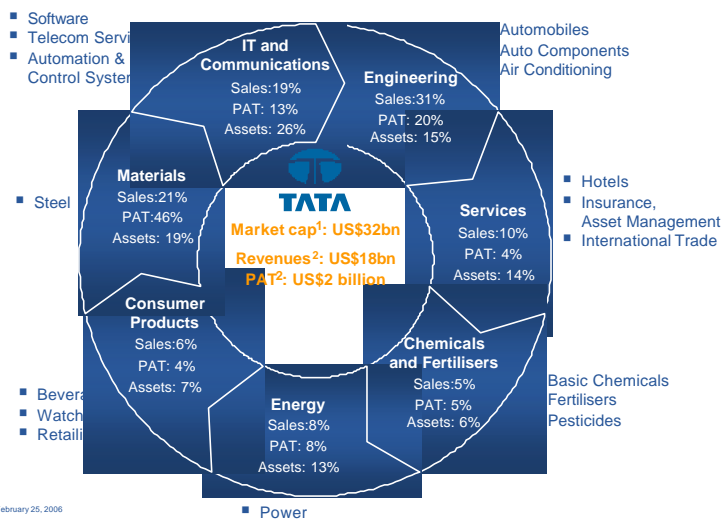 Software
Telecom Servi
Automation &
Control System
IT and
Communications
Sales:19%
PAT: 13%
Assets: 26%
Engineering
Sales:31%
PAT: 20%
Assets: 15%
Automobiles
Auto Components
Air Conditioning
Materials
Sales:21%
PAT:46%
Assets: 19%
Steel
TATA
Market cap¹: US$32bn
Revenues²: US$18bn
PAT²: US$2 billion
Services
Sales:10%
PAT: 4%
Assets: 14%
Hotels
Insurance,
Asset Management
International Trade
Consumer
Products
Sales:6%
PAT: 4%
Assets: 7%
Bevera
Watch
Retaili
Energy
Sales:8%
PAT: 8%
Assets: 13%
Power
Chemicals
and Fertilisers
Sales:5%
PAT: 5%
Assets: 6%
Basic Chemicals
Fertilisers
Pesticides
ebruary 25, 2006